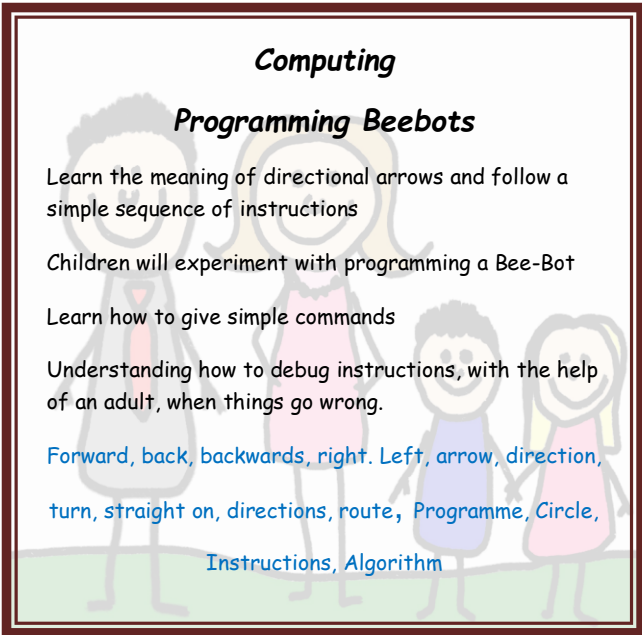 Computing
Programming Beebots
Learn the meaning of directional arrows and follow a
simple sequence of instructions
Children will experiment with programming a Bee-Bot
Learn how to give simple commands
Understanding how to debug instructions, with the help
of an adult, when things go wrong.
Forward, back, backwards, right. Left, arrow, direction,
turn, straight on, directions, route, Programme, Circle,
Instructions, Algorithm